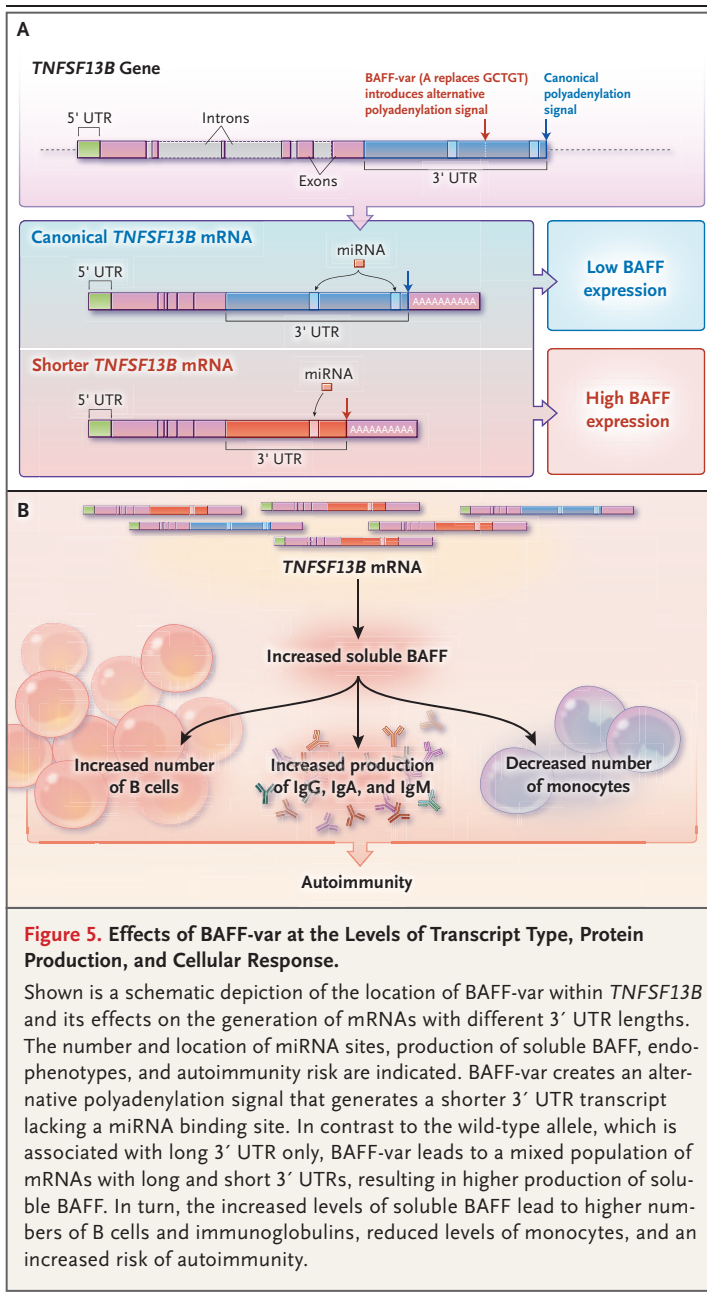 A
TNFSF13B Gene
BAFF-var (A replaces GCTGT)
introduces alternative
polyadenylation signal
Canonical
polyadenylation
signal
5′ UTR
Introns
Exons
3′ UTR
Canonical TNFSF13B mRNA
miRNA
5′ UTR
AAAAAAAAAA
3′ UTR
Low BAFF
expression
Shorter TNFSF13B mRNA
miRNA
5′ UTR
AAAAAAAAAA
3′ UTR
High BAFF
expression
B
TNFSF13B mRNA
Increased soluble BAFF
Increased number
of B cells
Increased production
of IgG, IgA, and IgM
Decreased number
of monocytes
Autoimmunity
Figure 5. Effects of BAFF-var at the Levels of Transcript Type, Protein
Production, and Cellular Response.
Shown is a schematic depiction of the location of BAFF-var within TNFSF13B
and its effects on the generation of mRNAs with different 3′ UTR lengths.
The number and location of miRNA sites, production of soluble BAFF, endo-
phenotypes, and autoimmunity risk are indicated. BAFF-var creates an alter-
native polyadenylation signal that generates a shorter 3′ UTR transcript
lacking a miRNA binding site. In contrast to the wild-type allele, which is
associated with long 3′ UTR only, BAFF-var leads to a mixed population of
mRNAs with long and short 3′ UTRs, resulting in higher production of solu-
ble BAFF. In turn, the increased levels of soluble BAFF lead to higher num-
bers of B cells and immunoglobulins, reduced levels of monocytes, and an
increased risk of autoimmunity.